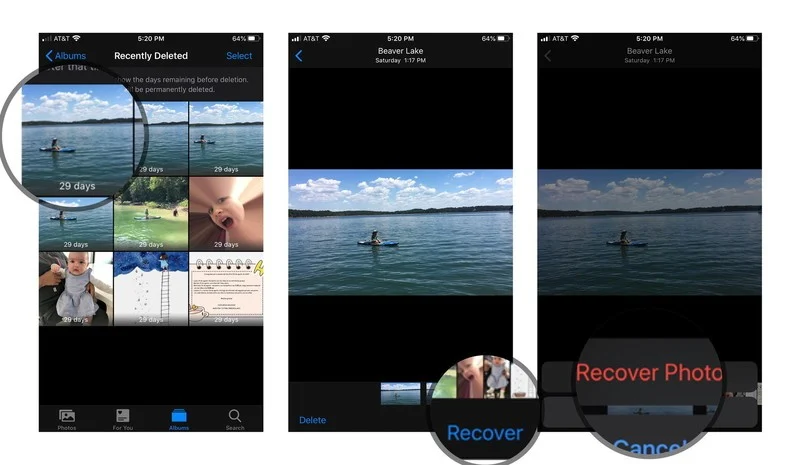 AT&T 5:20 PM 64%
Albums Recently Deleted Select
show the days remaining before deletion.
be permanently deleted.
29 days 29 days 29 days
29 days 29 days 29 days
29 days 29 days 29 days
Photos For You Albums Search
AT&T 5:20 PM 64%
Beaver Lake
Saturday 1:17 PM
Delete Recover
AT&T 5:20 PM 64%
Beaver Lake
Saturday 1:17 PM
Recover Photo
Cancel